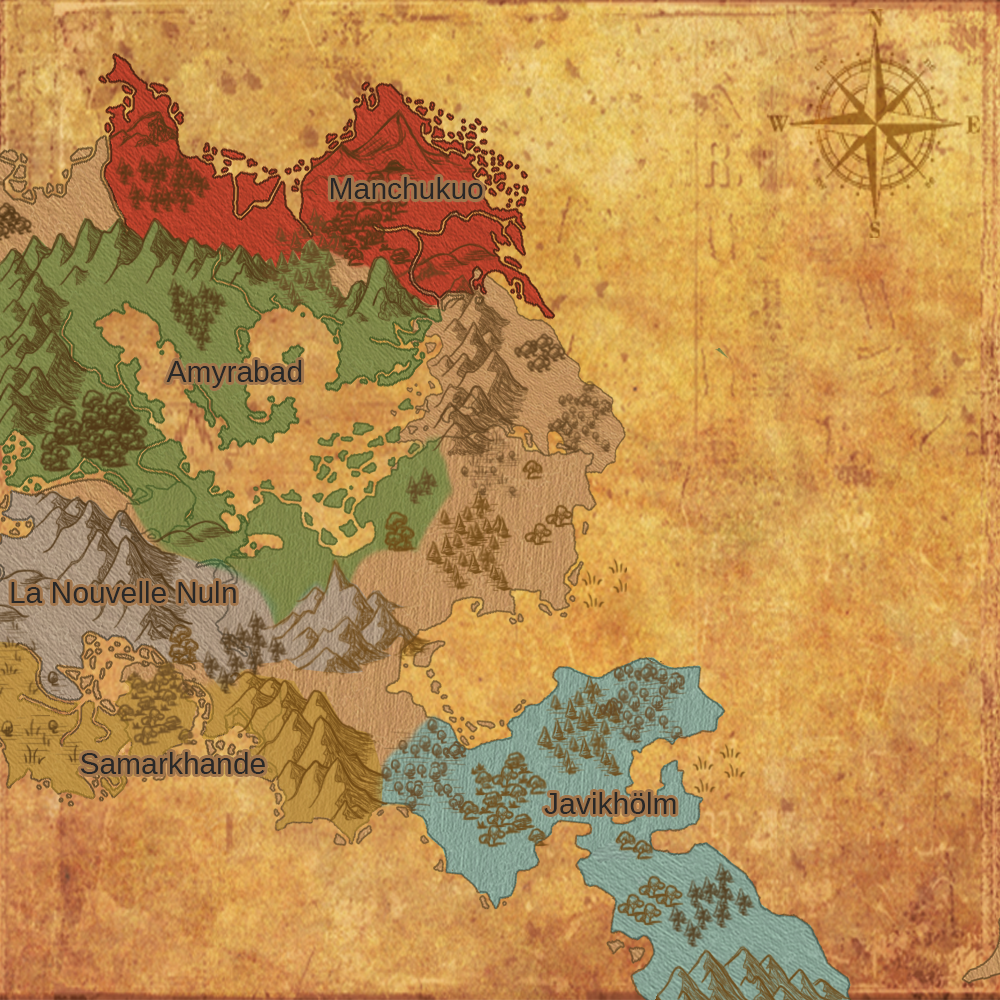 N
W E
S
Manchukuo
Amyrabad
La Nouvelle Nuln
Samarkhande
Javikhölm